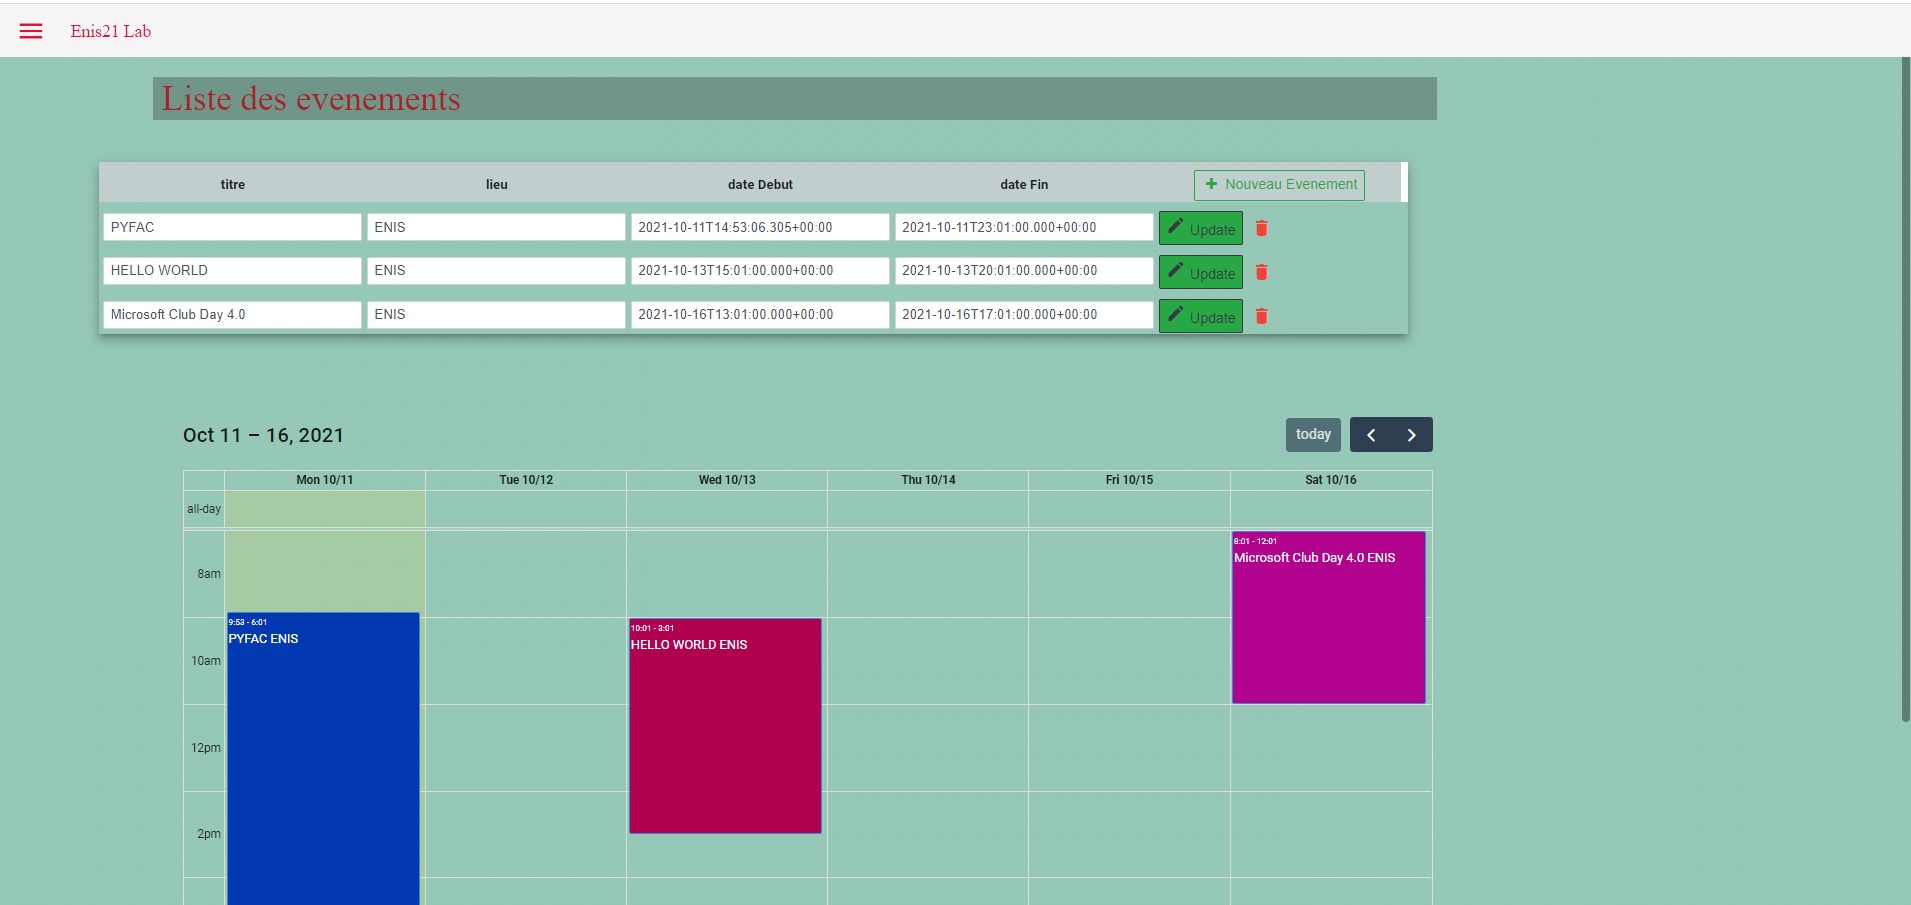 Enis21 Lab
Liste des evenements
titre lieu date Debut date Fin + Nouveau Evenement
PYFAC ENIS 2021-10-11T14:53:06.305+00:00 2021-10-11T23:01:00.000+00:00 Update
HELLO WORLD ENIS 2021-10-13T15:01:00.000+00:00 2021-10-13T20:01:00.000+00:00 Update
Microsoft Club Day 4.0 ENIS 2021-10-16T13:01:00.000+00:00 2021-10-16T17:01:00.000+00:00 Update
Oct 11 – 16, 2021 today
Mon 10/11 Tue 10/12 Wed 10/13 Thu 10/14 Fri 10/15 Sat 10/16
all-day
8:01 - 12:01
Microsoft Club Day 4.0 ENIS
8am
9:53 - 6:01
PYFAC ENIS
10:01 - 3:01
HELLO WORLD ENIS
10am
12pm
2pm